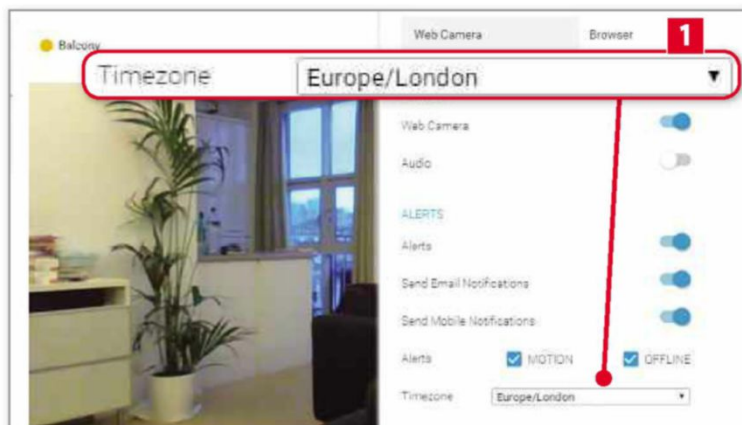 Balcony
Web Camera Browser
1
Timezone Europe/London
Web Camera
Audio
ALERTS
Alerts
Send Email Notifications
Send Mobile Notifications
Alerts MOTION OFFLINE
Timezone Europe/London